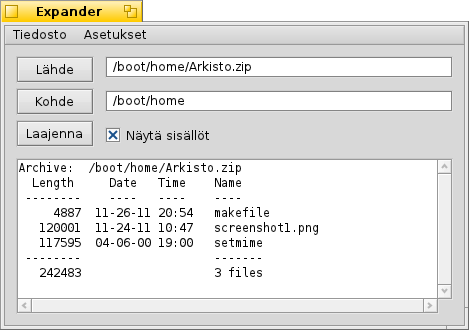 Expander
Tiedosto Asetukset
Lähde /boot/home/Arkisto.zip
Kohde /boot/home
Laajenna Näytä sisällöt
Archive:  /boot/home/Arkisto.zip
  Length      Date   Time    Name
 --------    ----   ----    ----
     4887  11-26-11 20:54   makefile
   120001  11-24-11 10:47   screenshot1.png
   117595  04-06-00 19:00   setmime
 --------                   -------
   242483                   3 files